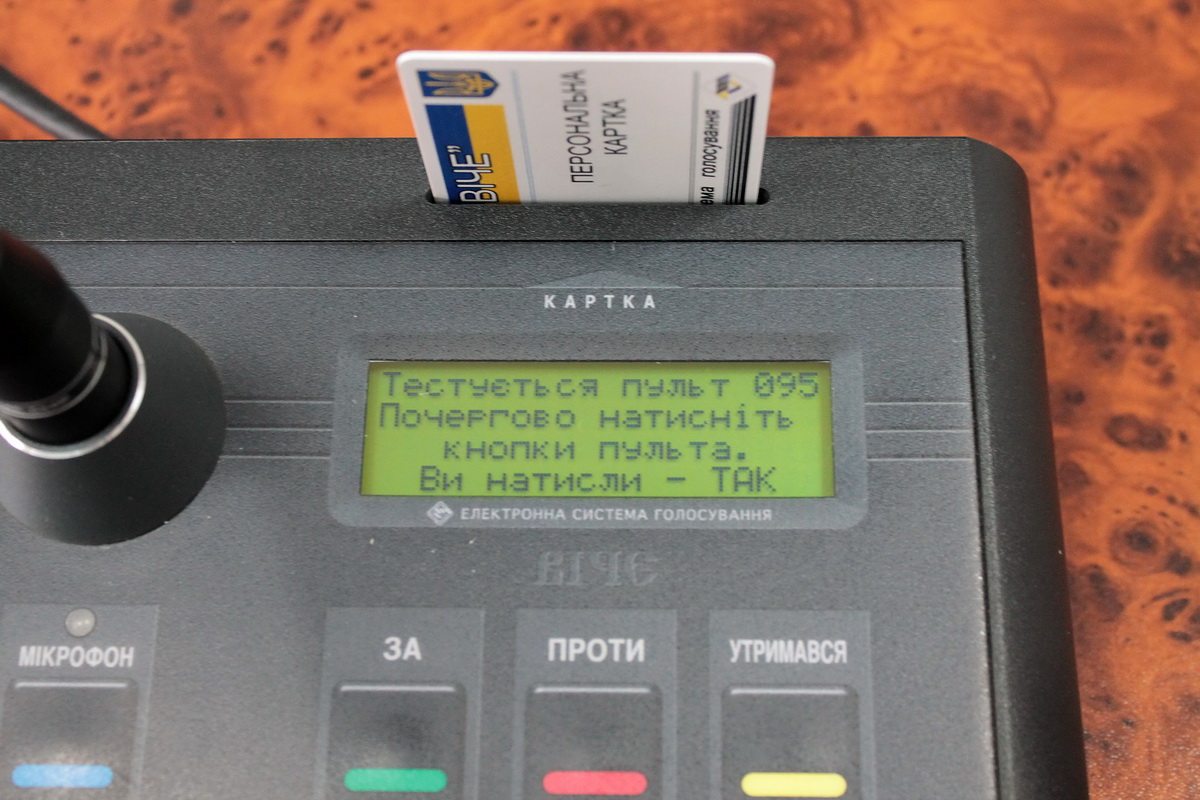 "ВІЧЕ"
ПЕРСОНАЛЬНА
КАРТКА
голосування
КАРТКА
Тестується пульт 095
Почергово натисніть
кнопки пульта.
Ви натисли - ТАК
ЕЛЕКТРОННА СИСТЕМА ГОЛОСУВАННЯ
ВІЧЕ
МІКРОФОН
ЗА
ПРОТИ
УТРИМАВСЯ